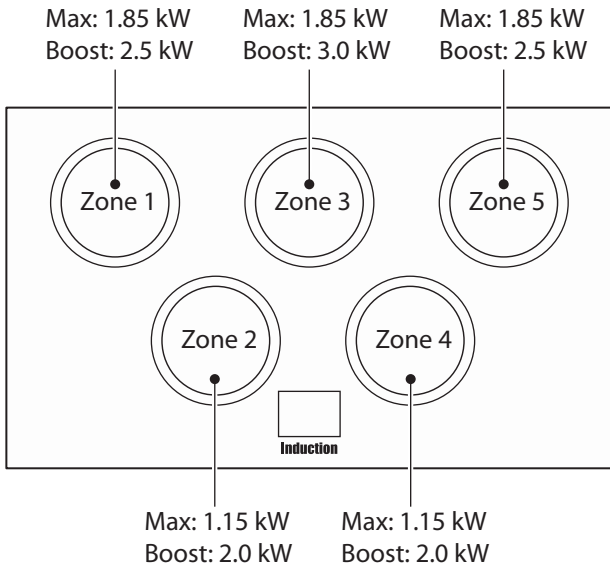 Max: 1.85 kW
Boost: 2.5 kW
Max: 1.85 kW
Boost: 3.0 kW
Max: 1.85 kW
Boost: 2.5 kW
Zone 1
Zone 3
Zone 5
Zone 2
Zone 4
Induction
Max: 1.15 kW
Boost: 2.0 kW
Max: 1.15 kW
Boost: 2.0 kW